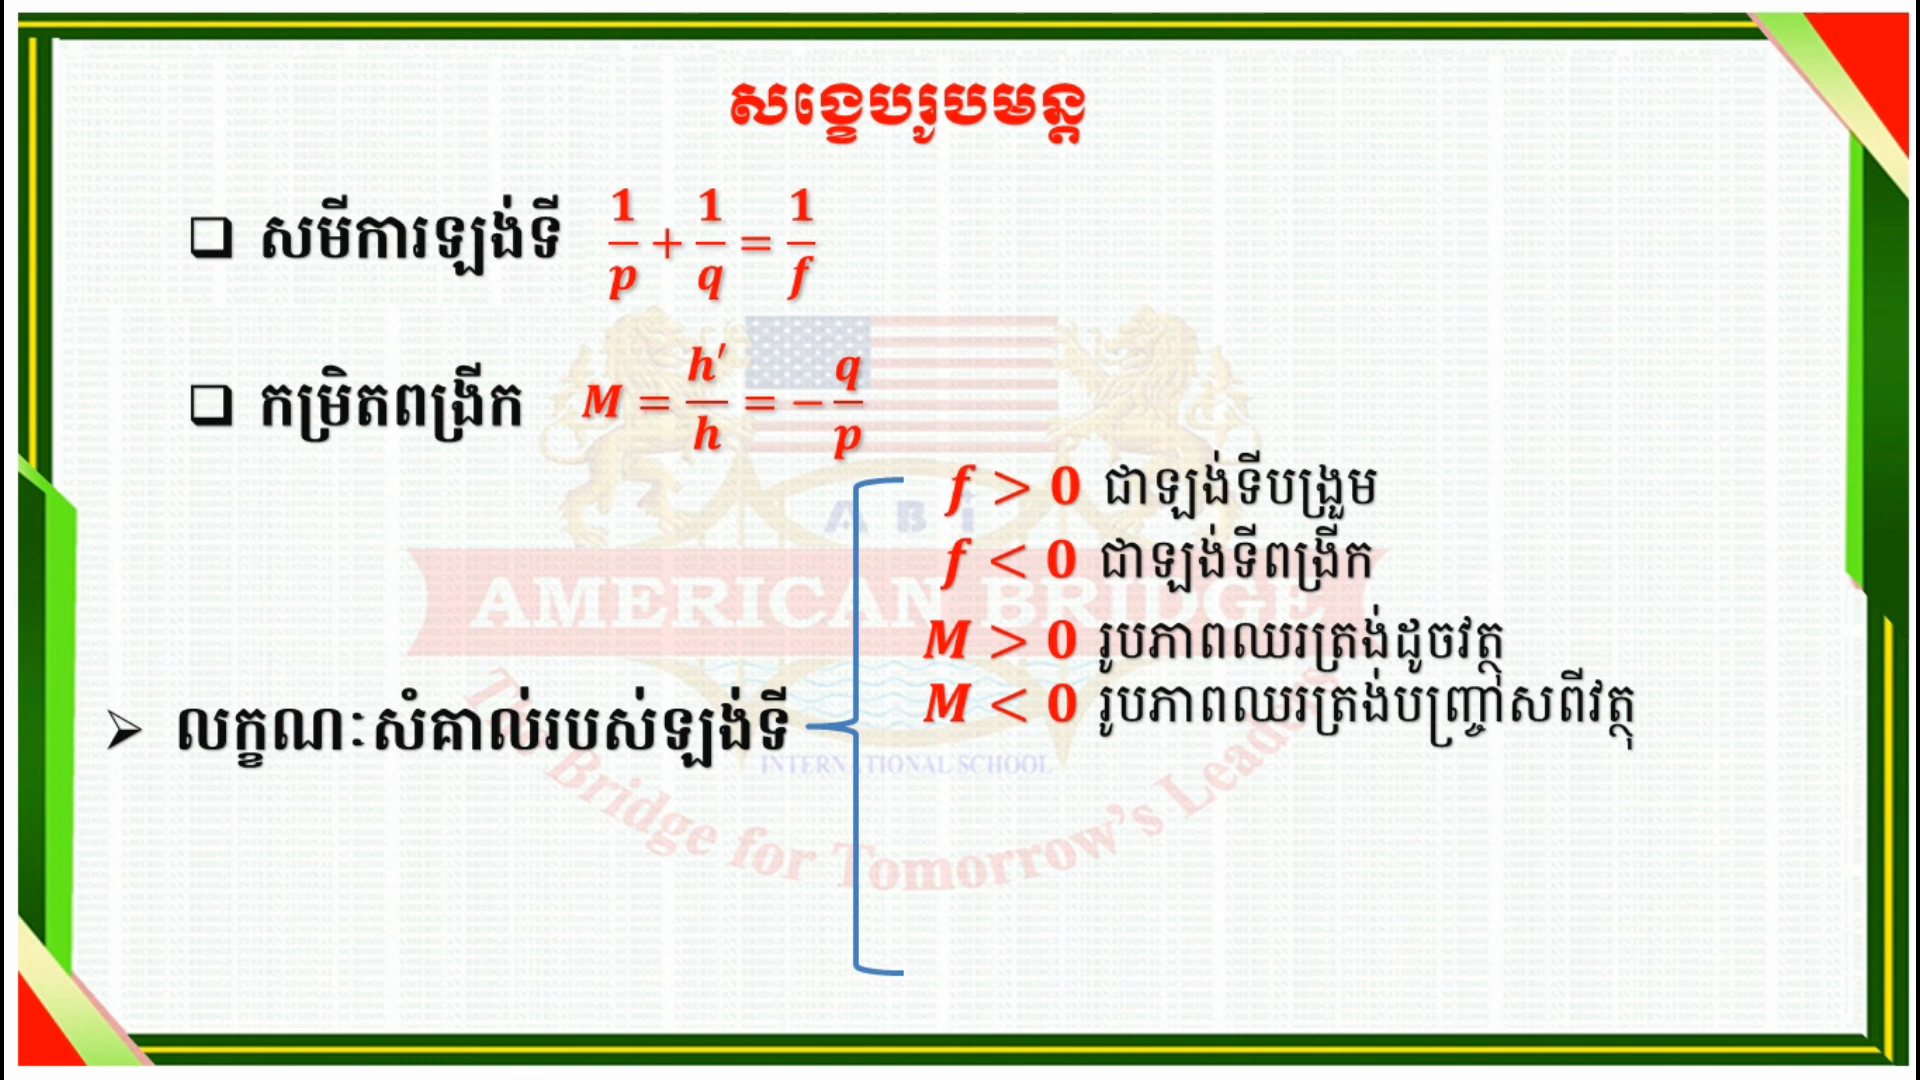 សង្ខេបរូបមន្ត
❑ សមីការឡង់ទី 1/p + 1/q = 1/f
❑ កម្រិតពង្រីក M = h′/h = − q/p
f > 0 ជាឡង់ទីបង្រួម
f < 0 ជាឡង់ទីពង្រីក
M > 0 រូបភាពឈរត្រង់ដូចវត្ថុ
M < 0 រូបភាពឈរត្រង់បញ្ច្រាសពីវត្ថុ
➢ លក្ខណៈសំគាល់របស់ឡង់ទី
A B i
AMERICAN BRIDGE
INTERNATIONAL SCHOOL
The Bridge for Tomorrow's Leaders